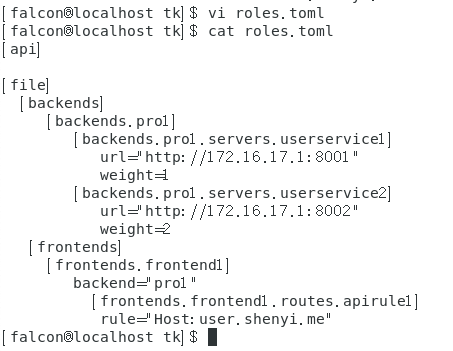 [falcon@localhost tk]$ vi roles.toml
[falcon@localhost tk]$ cat roles.toml
[api]
[file]
[backends]
[backends.pro1]
[backends.pro1.servers.userservice1]
url="http://172.16.17.1:8001"
weight=1
[backends.pro1.servers.userservice2]
url="http://172.16.17.1:8002"
weight=2
[frontends]
[frontends.frontend1]
backend="pro1"
[frontends.frontend1.routes.apirule1]
rule="Host:user.shenyi.me"
[falcon@localhost tk]$